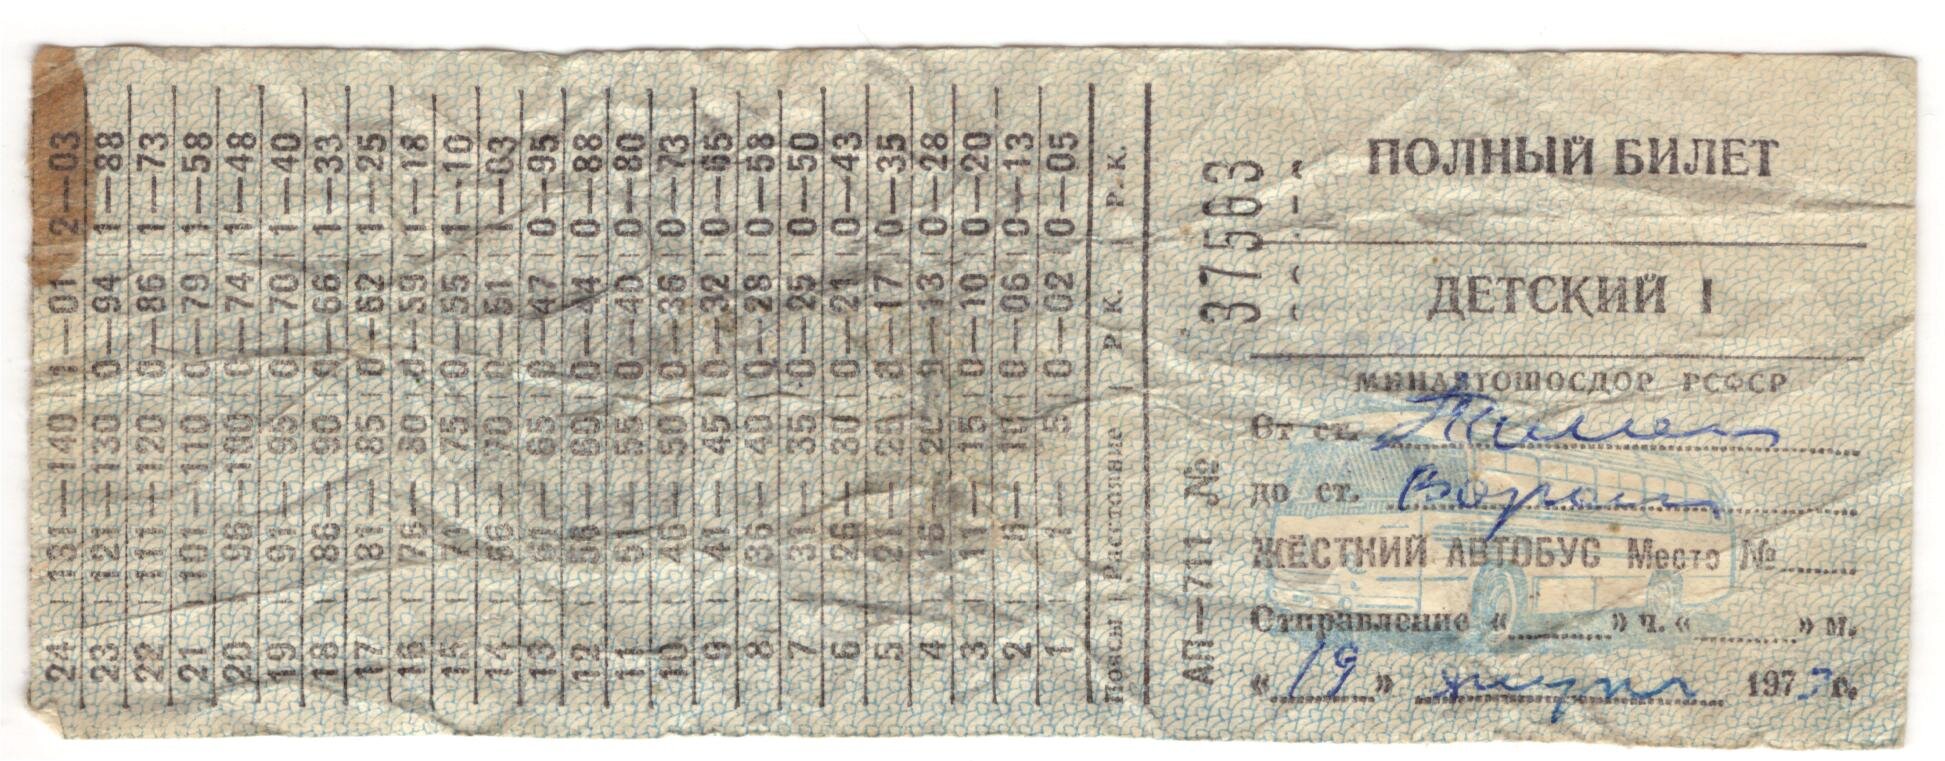 ПОЛНЫЙ БИЛЕТ
ДЕТСКИЙ I
МИНАВТОШОСДОР РСФСР
От ст.
до ст.
ЖЁСТКИЙ АВТОБУС Место №
Отправление « » ч. « » м.
« 19 » 197 г.
АП—711 № 375563
Поясы | Расстояние | Р. К. | Р. К.
1 | 1— 5 | 0—02 | 0—05
2 | 6— 10 | 0—06 | 0—13
3 | 11— 15 | 0—10 | 0—20
4 | 16— 20 | 0—13 | 0—28
5 | 21— 25 | 0—17 | 0—35
6 | 26— 30 | 0—21 | 0—43
7 | 31— 35 | 0—25 | 0—50
8 | 36— 40 | 0—28 | 0—58
9 | 41— 45 | 0—32 | 0—65
10 | 46— 50 | 0—36 | 0—73
11 | 51— 55 | 0—40 | 0—80
12 | 56— 60 | 0—44 | 0—88
13 | 61— 65 | 0—47 | 0—95
14 | 66— 70 | 0—51 | 1—03
15 | 71— 75 | 0—55 | 1—10
16 | 76— 80 | 0—59 | 1—18
17 | 81— 85 | 0—62 | 1—25
18 | 86— 90 | 0—66 | 1—33
19 | 91— 95 | 0—70 | 1—40
20 | 96—100 | 0—74 | 1—48
21 | 101—110 | 0—79 | 1—58
22 | 111—120 | 0—86 | 1—73
23 | 121—130 | 0—94 | 1—88
24 | 131—140 | 1—01 | 2—03